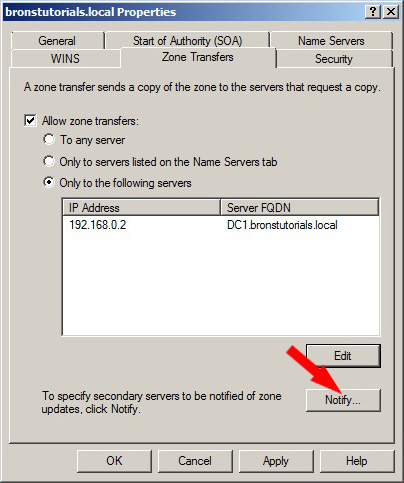 bronstutorials.local Properties
General
Start of Authority (SOA)
Name Servers
WINS
Zone Transfers
Security
A zone transfer sends a copy of the zone to the servers that request a copy.
Allow zone transfers:
To any server
Only to servers listed on the Name Servers tab
Only to the following servers
IP Address
Server FQDN
192.168.0.2
DC1.bronstutorials.local
Edit
To specify secondary servers to be notified of zone
updates, click Notify.
Notify...
OK
Cancel
Apply
Help